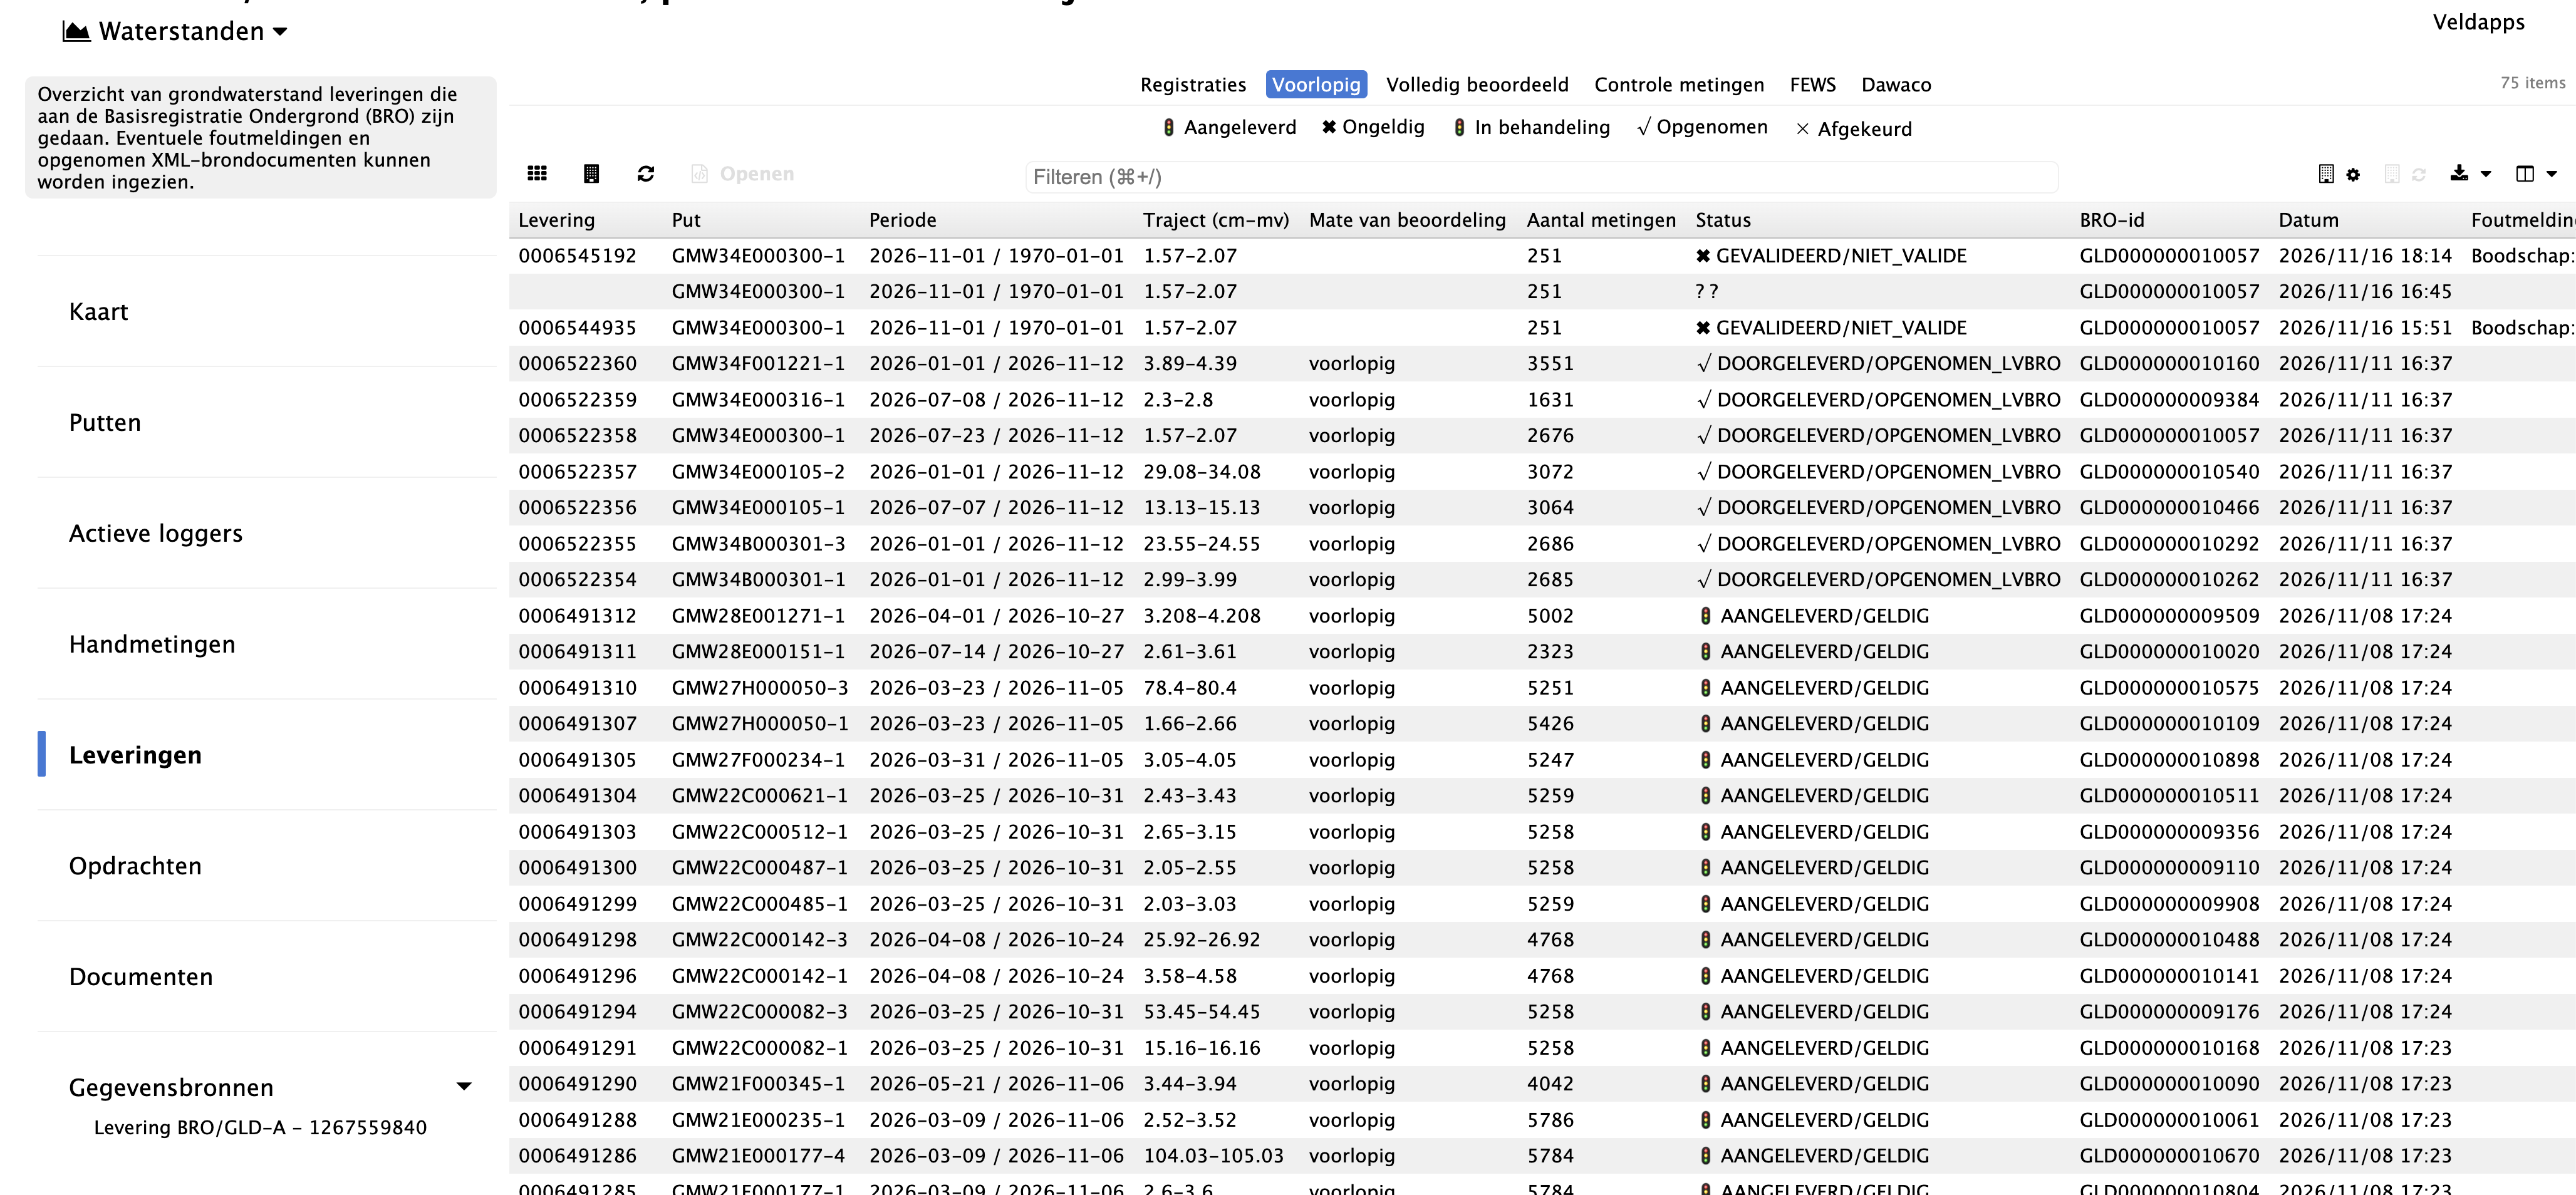 Waterstanden
Veldapps
Overzicht van grondwaterstand leveringen die
aan de Basisregistratie Ondergrond (BRO) zijn
gedaan. Eventuele foutmeldingen en
opgenomen XML-brondocumenten kunnen
worden ingezien.
Kaart
Putten
Actieve loggers
Handmetingen
Leveringen
Opdrachten
Documenten
Gegevensbronnen
Levering BRO/GLD-A - 1267559840
Registraties Voorlopig Volledig beoordeeld Controle metingen FEWS Dawaco
75 items
Aangeleverd ✖ Ongeldig In behandeling √ Opgenomen × Afgekeurd
Openen
Filteren (⌘+/)
Levering Put Periode Traject (cm-mv) Mate van beoordeling Aantal metingen Status BRO-id Datum
0006545192 GMW34E000300-1 2026-11-01 / 1970-01-01 1.57-2.07 251 ✖ GEVALIDEERD/NIET_VALIDE GLD000000010057 2026/11/16 18:14 Boodschap:
GMW34E000300-1 2026-11-01 / 1970-01-01 1.57-2.07 251 ? ? GLD000000010057 2026/11/16 16:45
0006544935 GMW34E000300-1 2026-11-01 / 1970-01-01 1.57-2.07 251 ✖ GEVALIDEERD/NIET_VALIDE GLD000000010057 2026/11/16 15:51 Boodschap:
0006522360 GMW34F001221-1 2026-01-01 / 2026-11-12 3.89-4.39 voorlopig 3551 √ DOORGELEVERD/OPGENOMEN_LVBRO GLD000000010160 2026/11/11 16:37
0006522359 GMW34E000316-1 2026-07-08 / 2026-11-12 2.3-2.8 voorlopig 1631 √ DOORGELEVERD/OPGENOMEN_LVBRO GLD000000009384 2026/11/11 16:37
0006522358 GMW34E000300-1 2026-07-23 / 2026-11-12 1.57-2.07 voorlopig 2676 √ DOORGELEVERD/OPGENOMEN_LVBRO GLD000000010057 2026/11/11 16:37
0006522357 GMW34E000105-2 2026-01-01 / 2026-11-12 29.08-34.08 voorlopig 3072 √ DOORGELEVERD/OPGENOMEN_LVBRO GLD000000010540 2026/11/11 16:37
0006522356 GMW34E000105-1 2026-07-07 / 2026-11-12 13.13-15.13 voorlopig 3064 √ DOORGELEVERD/OPGENOMEN_LVBRO GLD000000010466 2026/11/11 16:37
0006522355 GMW34B000301-3 2026-01-01 / 2026-11-12 23.55-24.55 voorlopig 2686 √ DOORGELEVERD/OPGENOMEN_LVBRO GLD000000010292 2026/11/11 16:37
0006522354 GMW34B000301-1 2026-01-01 / 2026-11-12 2.99-3.99 voorlopig 2685 √ DOORGELEVERD/OPGENOMEN_LVBRO GLD000000010262 2026/11/11 16:37
0006491312 GMW28E001271-1 2026-04-01 / 2026-10-27 3.208-4.208 voorlopig 5002 AANGELEVERD/GELDIG GLD000000009509 2026/11/08 17:24
0006491311 GMW28E000151-1 2026-07-14 / 2026-10-27 2.61-3.61 voorlopig 2323 AANGELEVERD/GELDIG GLD000000010020 2026/11/08 17:24
0006491310 GMW27H000050-3 2026-03-23 / 2026-11-05 78.4-80.4 voorlopig 5251 AANGELEVERD/GELDIG GLD000000010575 2026/11/08 17:24
0006491307 GMW27H000050-1 2026-03-23 / 2026-11-05 1.66-2.66 voorlopig 5426 AANGELEVERD/GELDIG GLD000000010109 2026/11/08 17:24
0006491305 GMW27F000234-1 2026-03-31 / 2026-11-05 3.05-4.05 voorlopig 5247 AANGELEVERD/GELDIG GLD000000010898 2026/11/08 17:24
0006491304 GMW22C000621-1 2026-03-25 / 2026-10-31 2.43-3.43 voorlopig 5259 AANGELEVERD/GELDIG GLD000000010511 2026/11/08 17:24
0006491303 GMW22C000512-1 2026-03-25 / 2026-10-31 2.65-3.15 voorlopig 5258 AANGELEVERD/GELDIG GLD000000009356 2026/11/08 17:24
0006491300 GMW22C000487-1 2026-03-25 / 2026-10-31 2.05-2.55 voorlopig 5258 AANGELEVERD/GELDIG GLD000000009110 2026/11/08 17:24
0006491299 GMW22C000485-1 2026-03-25 / 2026-10-31 2.03-3.03 voorlopig 5259 AANGELEVERD/GELDIG GLD000000009908 2026/11/08 17:24
0006491298 GMW22C000142-3 2026-04-08 / 2026-10-24 25.92-26.92 voorlopig 4768 AANGELEVERD/GELDIG GLD000000010488 2026/11/08 17:24
0006491296 GMW22C000142-1 2026-04-08 / 2026-10-24 3.58-4.58 voorlopig 4768 AANGELEVERD/GELDIG GLD000000010141 2026/11/08 17:24
0006491294 GMW22C000082-3 2026-03-25 / 2026-10-31 53.45-54.45 voorlopig 5258 AANGELEVERD/GELDIG GLD000000009176 2026/11/08 17:24
0006491291 GMW22C000082-1 2026-03-25 / 2026-10-31 15.16-16.16 voorlopig 5258 AANGELEVERD/GELDIG GLD000000010168 2026/11/08 17:23
0006491290 GMW21F000345-1 2026-05-21 / 2026-11-06 3.44-3.94 voorlopig 4042 AANGELEVERD/GELDIG GLD000000010090 2026/11/08 17:23
0006491288 GMW21E000235-1 2026-03-09 / 2026-11-06 2.52-3.52 voorlopig 5786 AANGELEVERD/GELDIG GLD000000010061 2026/11/08 17:23
0006491286 GMW21E000177-4 2026-03-09 / 2026-11-06 104.03-105.03 voorlopig 5784 AANGELEVERD/GELDIG GLD000000010670 2026/11/08 17:23
0006491285 GMW21E000177-1 2026-03-09 / 2026-11-06 2.6-3.6 voorlopig 5784 AANGELEVERD/GELDIG GLD000000010804 2026/11/08 17:23